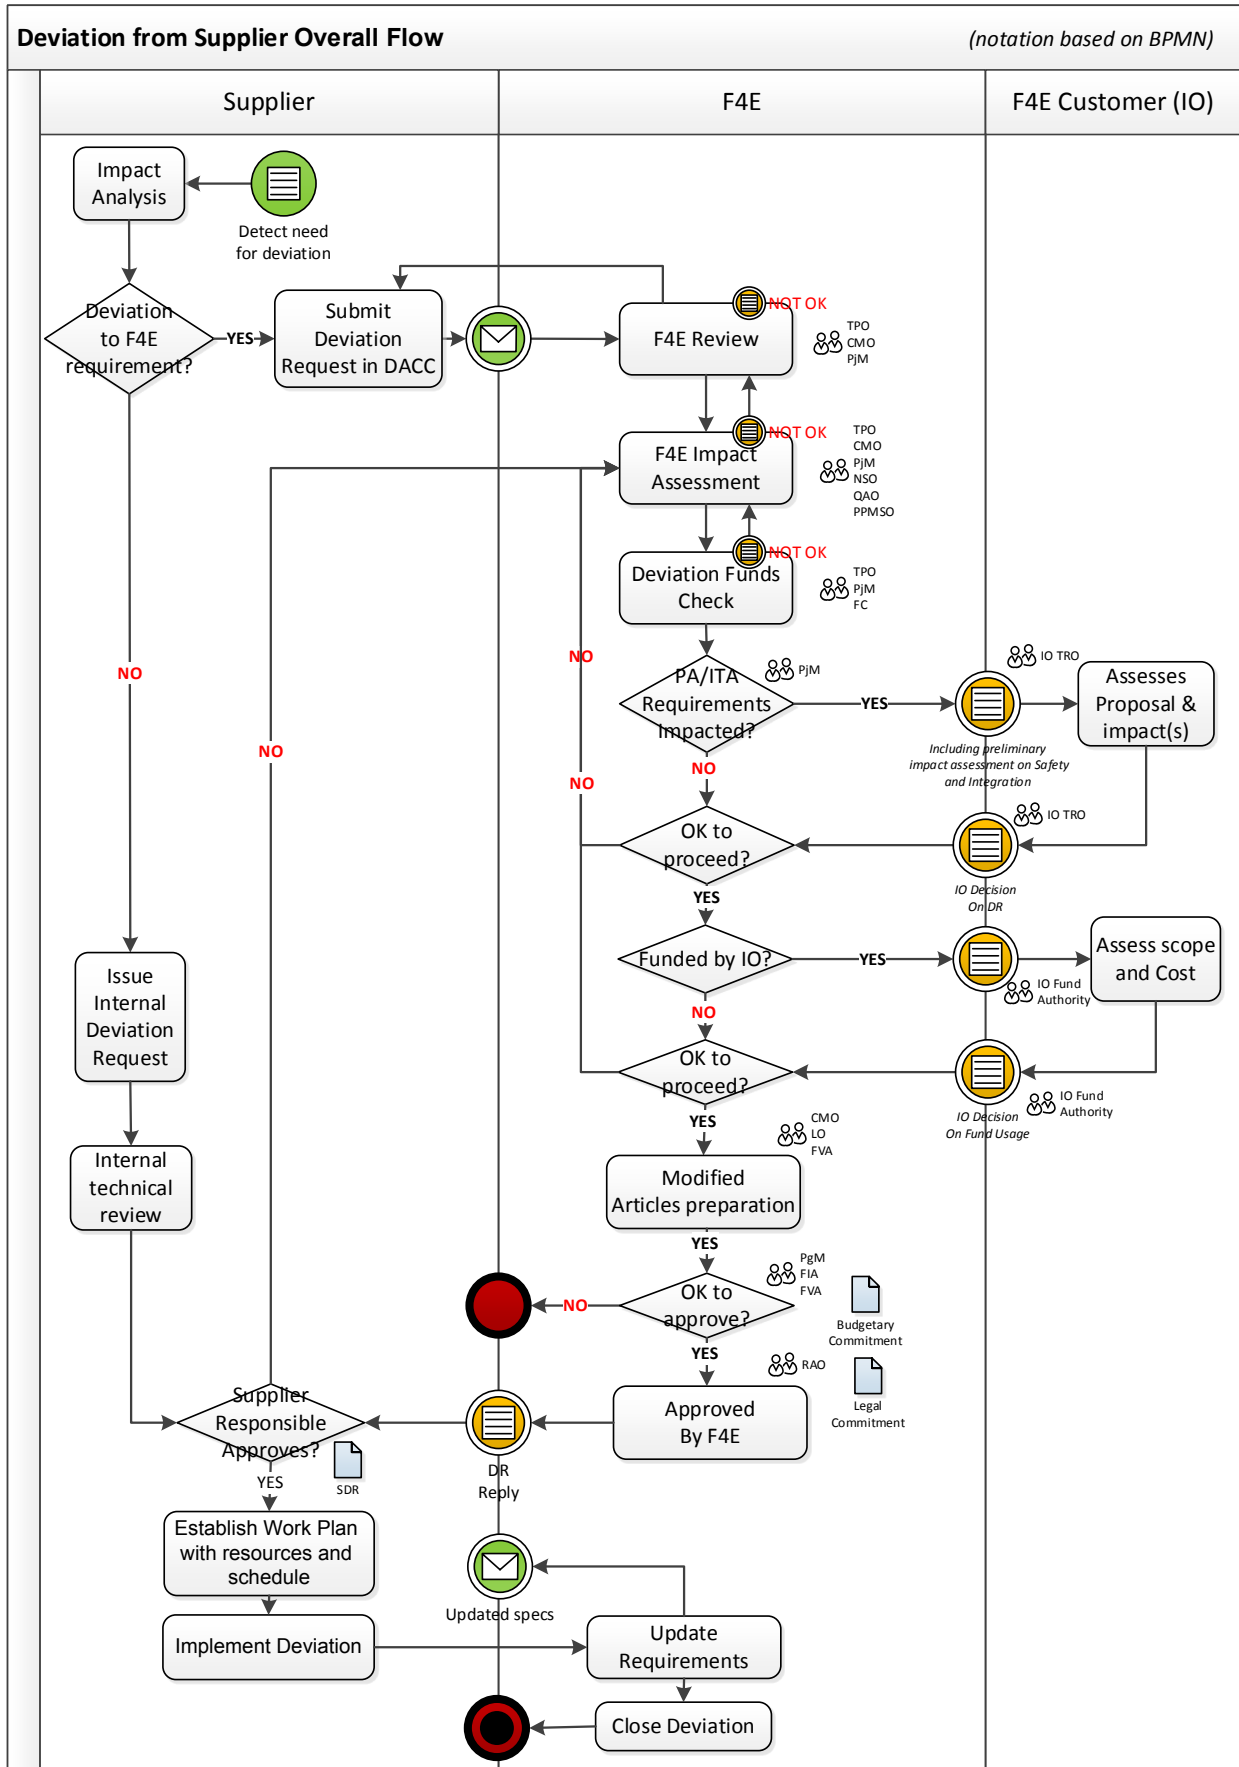 Deviation from Supplier Overall Flow
(notation based on BPMN)
Supplier
F4E
F4E Customer (IO)
Impact
Analysis
Detect need
for deviation
Deviation
to F4E
requirement?
YES
Submit
Deviation
Request in DACC
F4E Review
NOT OK
TPO
CMO
PjM
F4E Impact
Assessment
NOT OK
TPO
CMO
PjM
NSO
QAO
PPMSO
Deviation Funds
Check
NOT OK
TPO
PjM
FC
NO
NO
NO
NO
PA/ITA
Requirements
Impacted?
PjM
YES
IO TRO
Including preliminary
impact assessment on Safety
and Integration
Assesses
Proposal &
impact(s)
NO
OK to
proceed?
IO TRO
IO Decision
On DR
YES
Funded by IO?
YES
IO Fund
Authority
Assess scope
and Cost
NO
OK to
proceed?
IO Decision
On Fund Usage
IO Fund
Authority
YES
CMO
LO
FVA
Issue
Internal
Deviation
Request
Internal
technical
review
Modified
Articles preparation
YES
PgM
FIA
FVA
OK to
approve?
NO
Budgetary
Commitment
YES
RAO
Legal
Commitment
Approved
By F4E
DR
Reply
Supplier
Responsible
Approves?
SDR
YES
Establish Work Plan
with resources and
schedule
Updated specs
Implement Deviation
Update
Requirements
Close Deviation